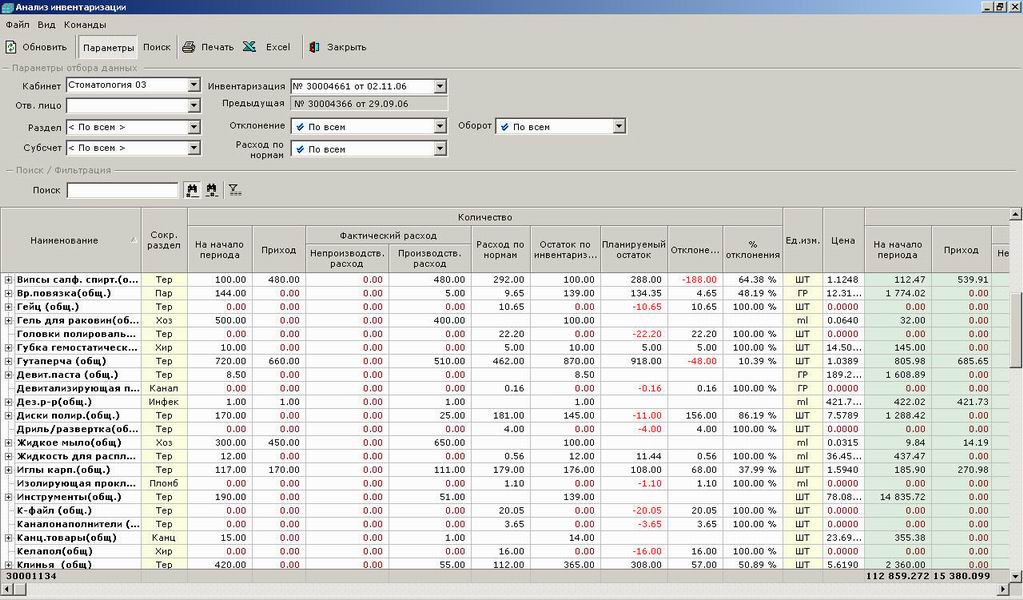 Анализ инвентаризации
Файл Вид Команды
Обновить Параметры Поиск Печать Excel Закрыть
Параметры отбора данных
Кабинет Стоматология 03 Инвентаризация № 30004661 от 02.11.06
Отв. лицо Предыдущая № 30004366 от 29.09.06
Раздел < По всем > Отклонение По всем Оборот По всем
Субсчет < По всем > Расход по нормам По всем
Поиск / Фильтрация
Поиск
Количество
Наименование Сокр. раздел На начало периода Приход Фактический расход Непроизводств. расход Производств. расход Расход по нормам Остаток по инвентариз... Планируемый остаток Отклоне... % отклонения Ед.изм. Цена На начало периода Приход Не
Випсы салф. спирт.(о... Тер 100.00 480.00 0.00 480.00 292.00 100.00 288.00 -188.00 64.38 % ШТ 1.1248 112.47 539.91
Вр.повязка(общ.) Пар 144.00 0.00 0.00 5.00 9.65 139.00 134.35 4.65 48.19 % ГР 12.31... 1 774.02 0.00
Гейц (общ.) Тер 0.00 0.00 0.00 0.00 10.65 0.00 -10.65 10.65 100.00 % ШТ 0.0000 0.00 0.00
Гель для раковин(об... Хоз 500.00 0.00 0.00 400.00 100.00 ml 0.0640 32.00 0.00
Головки полироваль... Тер 0.00 0.00 0.00 0.00 22.20 0.00 -22.20 22.20 100.00 % ШТ 0.0000 0.00 0.00
Губка гемостатическ... Хир 10.00 0.00 0.00 0.00 5.00 10.00 5.00 5.00 100.00 % ШТ 14.50... 145.00 0.00
Гутаперча (общ) Тер 720.00 660.00 0.00 510.00 462.00 870.00 918.00 -48.00 10.39 % ШТ 1.0389 805.98 685.65
Девит.паста (общ.) Тер 8.50 0.00 0.00 0.00 8.50 ГР 189.2... 1 608.89 0.00
Девитализирующая п... Канал 0.00 0.00 0.00 0.00 0.16 0.00 -0.16 0.16 100.00 % ГР 0.0000 0.00 0.00
Дез.р-р(общ.) Инфек 1.00 1.00 0.00 1.00 1.00 ml 421.7... 422.02 421.73
Диски полир.(общ.) Тер 170.00 0.00 0.00 25.00 181.00 145.00 -11.00 156.00 86.19 % ШТ 7.5789 1 288.42 0.00
Дриль/развертка(об... Тер 0.00 0.00 0.00 0.00 4.00 0.00 -4.00 4.00 100.00 % ШТ 0.0000 0.00 0.00
Жидкое мыло(общ) Хоз 300.00 450.00 0.00 650.00 100.00 ml 0.0315 9.84 14.19
Жидкость для распл... Тер 12.00 0.00 0.00 0.00 0.56 12.00 11.44 0.56 100.00 % ml 36.45... 437.47 0.00
Иглы карп.(общ.) Тер 117.00 170.00 0.00 111.00 179.00 176.00 108.00 68.00 37.99 % ШТ 1.5940 185.90 270.98
Изолирующая прокл... Пломб 0.00 0.00 0.00 0.00 1.10 0.00 -1.10 1.10 100.00 % ml 0.0000 0.00 0.00
Инструменты(общ.) Тер 190.00 0.00 0.00 51.00 139.00 ШТ 78.08... 14 835.72 0.00
К-файл (общ.) Тер 0.00 0.00 0.00 0.00 20.05 0.00 -20.05 20.05 100.00 % ШТ 0.0000 0.00 0.00
Каналонаполнители (... Тер 0.00 0.00 0.00 0.00 3.65 0.00 -3.65 3.65 100.00 % ШТ 0.0000 0.00 0.00
Канц.товары(общ) Канц 15.00 0.00 0.00 1.00 14.00 ШТ 23.69... 355.38 0.00
Келапол(общ) Хир 0.00 0.00 0.00 0.00 16.00 0.00 -16.00 16.00 100.00 % ШТ 0.0000 0.00 0.00
Клинья (общ) Тер 420.00 0.00 0.00 55.00 112.00 365.00 308.00 57.00 50.89 % ШТ 5.6190 2 360.00 0.00
30001134 112 859.272 15 380.099